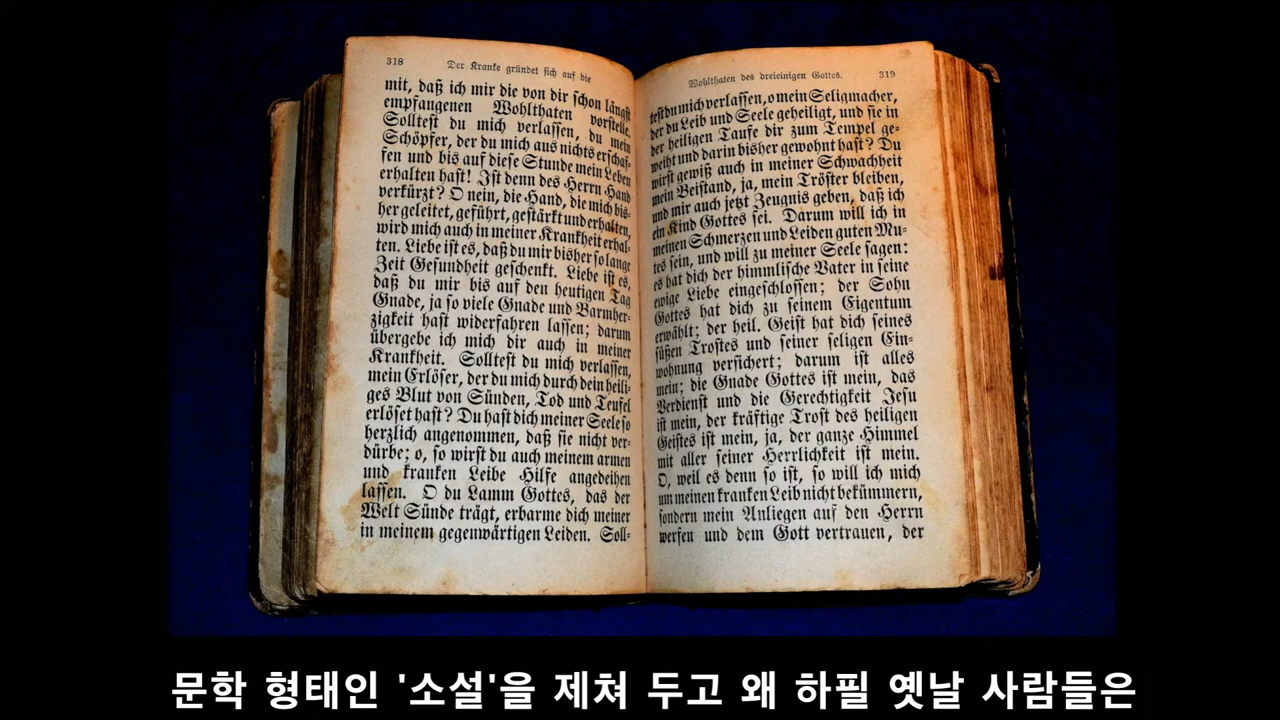 318 Der Kranke gründet sich auf die
mit, daß ich mir die von dir schon längst
empfangenen Wohlthaten vorstelle.
Solltest du mich verlassen, du mein
Schöpfer, der du mich aus nichts erschaf-
fen und bis auf diese Stunde mein Leben
erhalten hast! Ist denn des Herrn Hand
verkürzt? O nein, die Hand, die mich bis-
her geleitet, geführt, gestärkt und erhalten,
wird mich auch in meiner Krankheit erhal-
ten. Liebe ist es, daß du mir bisher so lange
Zeit Gesundheit geschenkt. Liebe ist es,
daß du mir bis auf den heutigen Tag
Gnade, ja so viele Gnade und Barmher-
zigkeit hast widerfahren lassen; darum
übergebe ich mich dir auch in meiner
Krankheit. Solltest du mich verlassen,
mein Erlöser, der du mich durch dein heili-
ges Blut von Sünden, Tod und Teufel
erlöset hast? Du hast dich meiner Seele so
herzlich angenommen, daß sie nicht ver-
dürbe; o, so wirst du auch meinem armen
und kranken Leibe Hilfe angedeihen
lassen. O du Lamm Gottes, das der
Welt Sünde trägt, erbarme dich meiner
in meinem gegenwärtigen Leiden. Soll-
Wohlthaten des dreieinigen Gottes. 319
test du mich verlassen, o mein Seligmacher,
der du Leib und Seele geheiligt, und sie in
der heiligen Taufe dir zum Tempel ge-
weiht und darin bisher gewohnt hast? Du
wirst gewiß auch in meiner Schwachheit
mein Beistand, ja, mein Tröster bleiben,
und mir auch jetzt Zeugnis geben, daß ich
ein Kind Gottes sei. Darum will ich in
meinen Schmerzen und Leiden guten Mu-
tes sein, und will zu meiner Seele sagen:
es hat dich der himmlische Vater in seine
ewige Liebe eingeschlossen; der Sohn
Gottes hat dich zu seinem Eigentum
erwählt; der heil. Geist hat dich seines
süßen Trostes und seiner seligen Ein-
wohnung versichert; darum ist alles
mein; die Gnade Gottes ist mein, das
Verdienst und die Gerechtigkeit Jesu
ist mein, der kräftige Trost des heiligen
Geistes ist mein, ja, der ganze Himmel
mit aller seiner Herrlichkeit ist mein.
O, weil es denn so ist, so will ich mich
um meinen kranken Leib nicht bekümmern,
sondern mein Anliegen auf den Herrn
werfen und dem Gott vertrauen, der
문학 형태인 '소설'을 제쳐 두고 왜 하필 옛날 사람들은